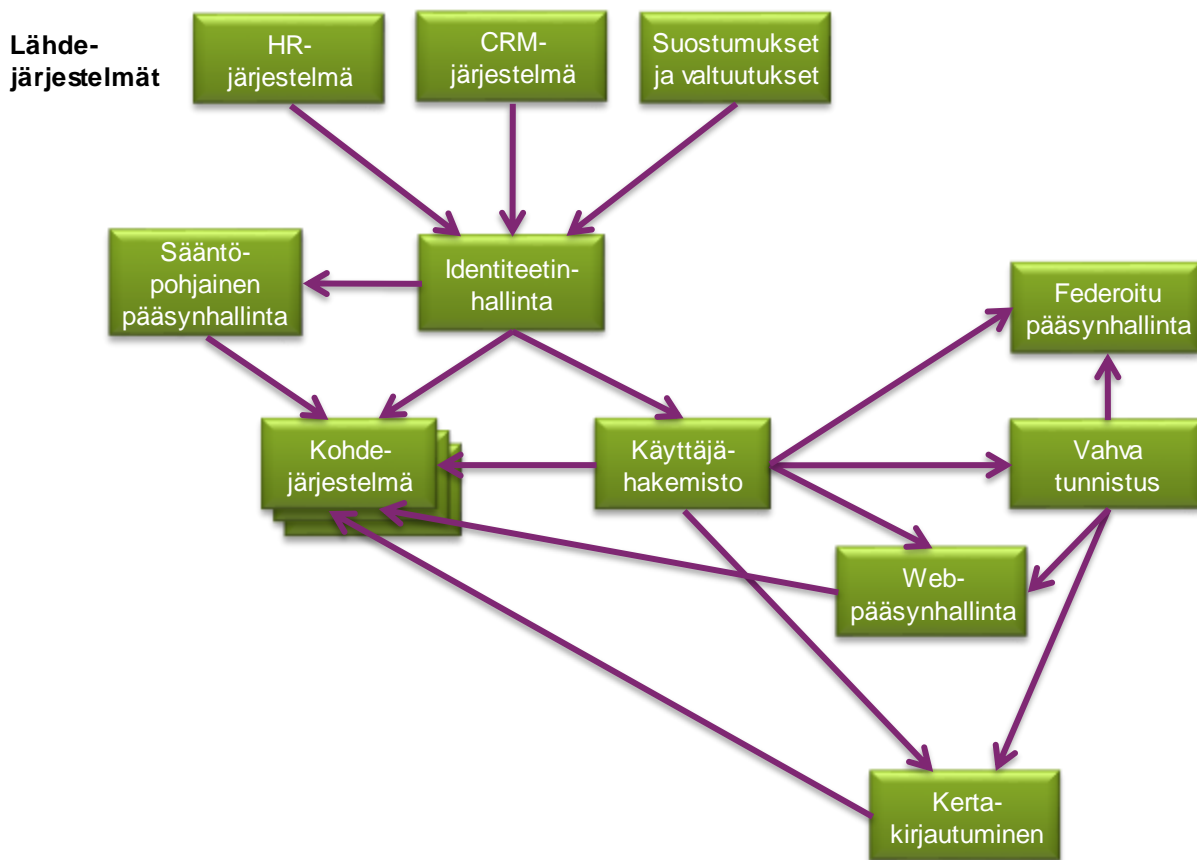 Lähde-
järjestelmät
HR-
järjestelmä
CRM-
järjestelmä
Suostumukset
ja valtuutukset
Sääntö-
pohjainen
pääsynhallinta
Identiteetin-
hallinta
Federoitu
pääsynhallinta
Kohde-
järjestelmä
Käyttäjä-
hakemisto
Vahva
tunnistus
Web-
pääsynhallinta
Kerta-
kirjautuminen